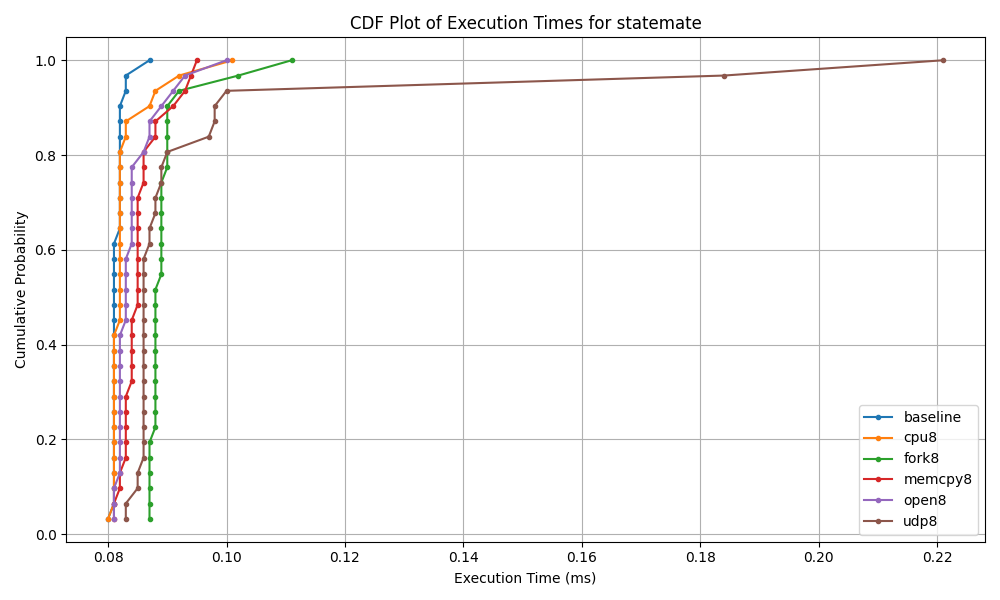 CDF Plot of Execution Times for statemate
Cumulative Probability
1.0
0.8
0.6
0.4
0.2
0.0
0.08 0.10 0.12 0.14 0.16 0.18 0.20 0.22
Execution Time (ms)
baseline
cpu8
fork8
memcpy8
open8
udp8